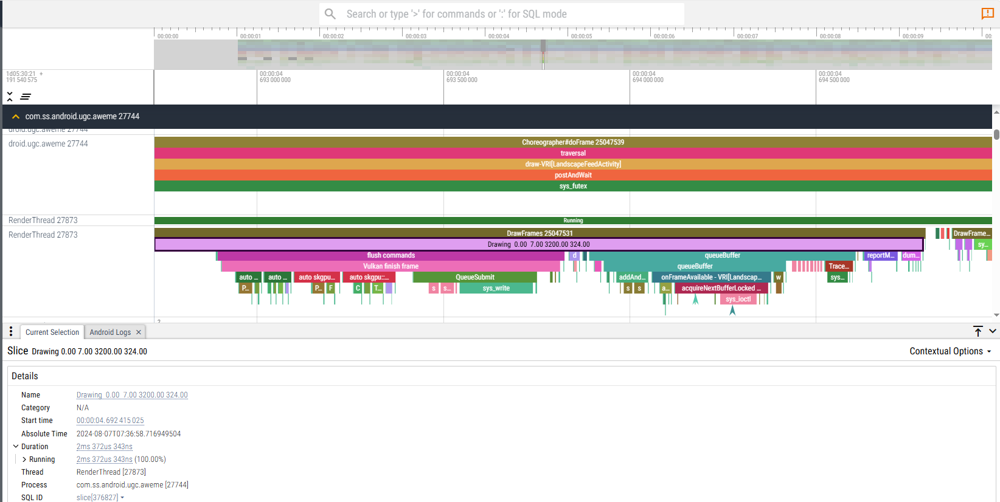 Search or type '>' for commands or ':' for SQL mode
00:00:00 00:00:01 00:00:02 00:00:03 00:00:04 00:00:05 00:00:06 00:00:07 00:00:08 00:00:09 00:
1d05:30:21 + 00:00:04 00:00:04 00:00:04 00:00:04
191 540 575 693 000 000 693 500 000 694 000 000 694 500 000
com.ss.android.ugc.aweme 27744
droid.ugc.aweme 27744
droid.ugc.aweme 27744 Choreographer#doFrame 25047539
traversal
draw-VRI[LandscapeFeedActivity]
postAndWait
sys_futex
RenderThread 27873 Running
RenderThread 27873 DrawFrames 25047531 DrawFrame...
Drawing 0.00 7.00 3200.00 324.00 sy...
flush commands d queueBuffer reportM... dum...
Vulkan finish frame queueBuffer Trace...
auto ... auto ... auto skgpu... auto skgpu::... QueueSubmit addAnd... onFrameAvailable - VRI[Landscap... w sys...
P... P... F C T... s s... sys_write s s a... acquireNextBufferLocked ...
sys_ioctl
2
Current Selection Android Logs ×
Slice Drawing 0.00 7.00 3200.00 324.00 Contextual Options
Details
Name Drawing 0.00 7.00 3200.00 324.00
Category N/A
Start time 00:00:04.692 415 025
Absolute Time 2024-08-07T07:36:58.716949504
Duration 2ms 372us 343ns
Running 2ms 372us 343ns (100.00%)
Thread RenderThread [27873]
Process com.ss.android.ugc.aweme [27744]
SQL ID slice[376827]